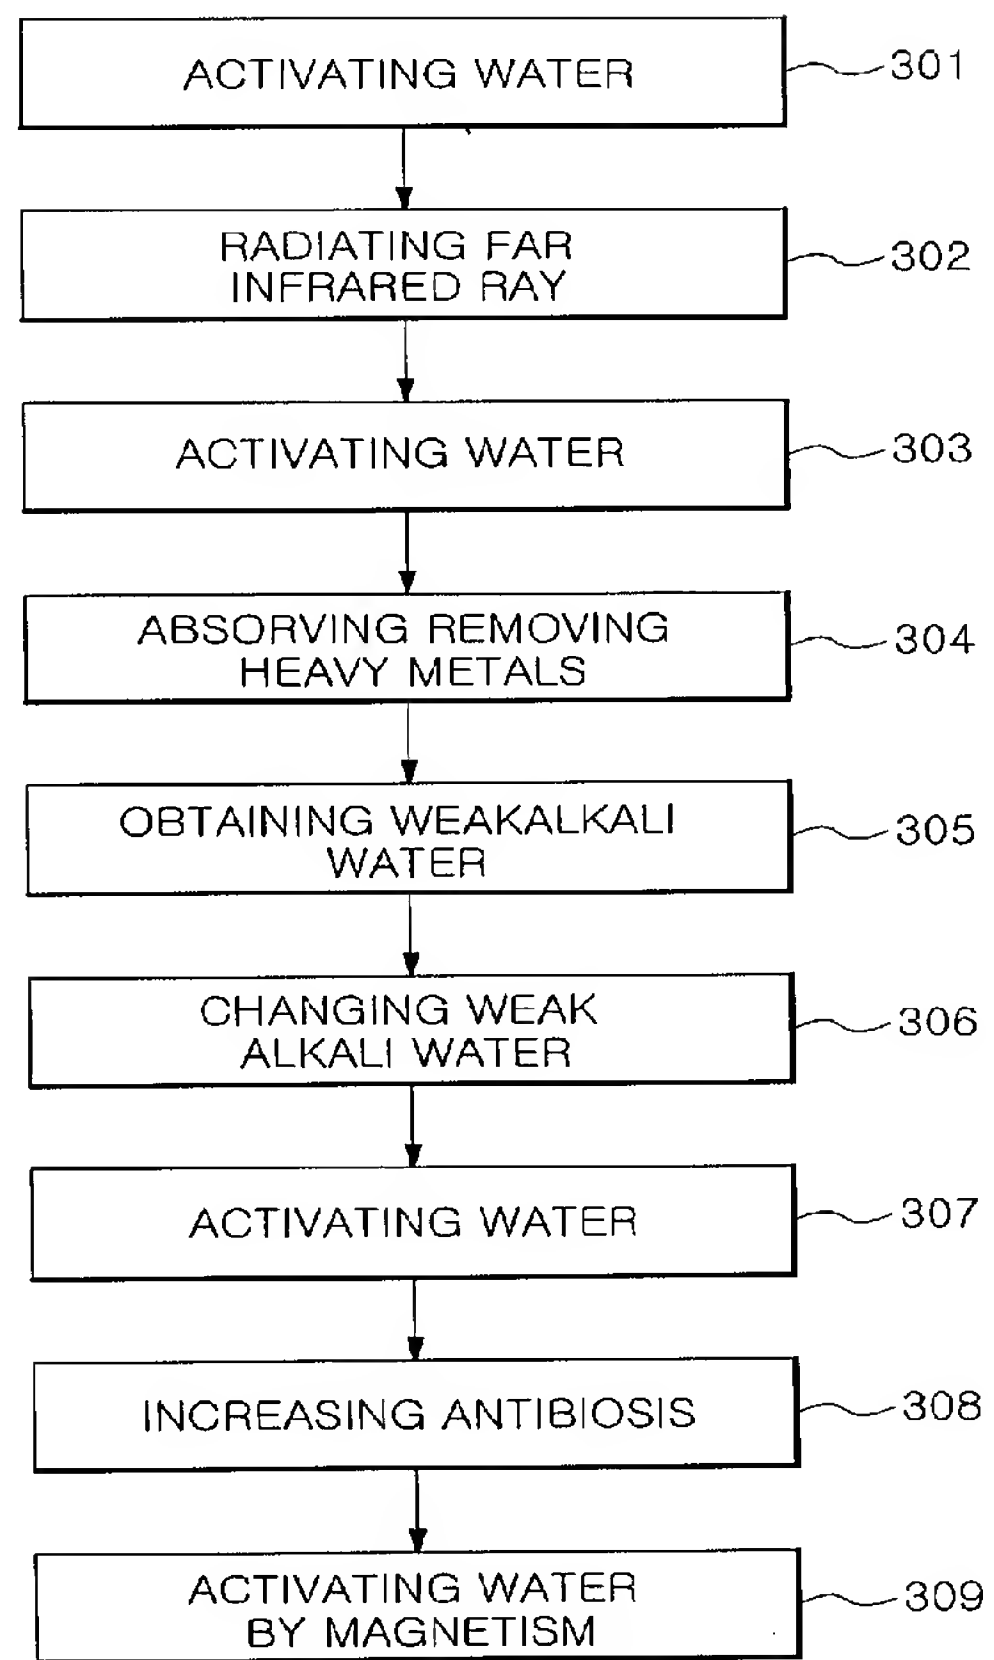 ACTIVATING WATER
301
RADIATING FAR
INFRARED RAY
302
ACTIVATING WATER
303
ABSORVING REMOVING
HEAVY METALS
304
OBTAINING WEAKALKALI
WATER
305
CHANGING WEAK
ALKALI WATER
306
ACTIVATING WATER
307
INCREASING ANTIBIOSIS
308
ACTIVATING WATER
BY MAGNETISM
309